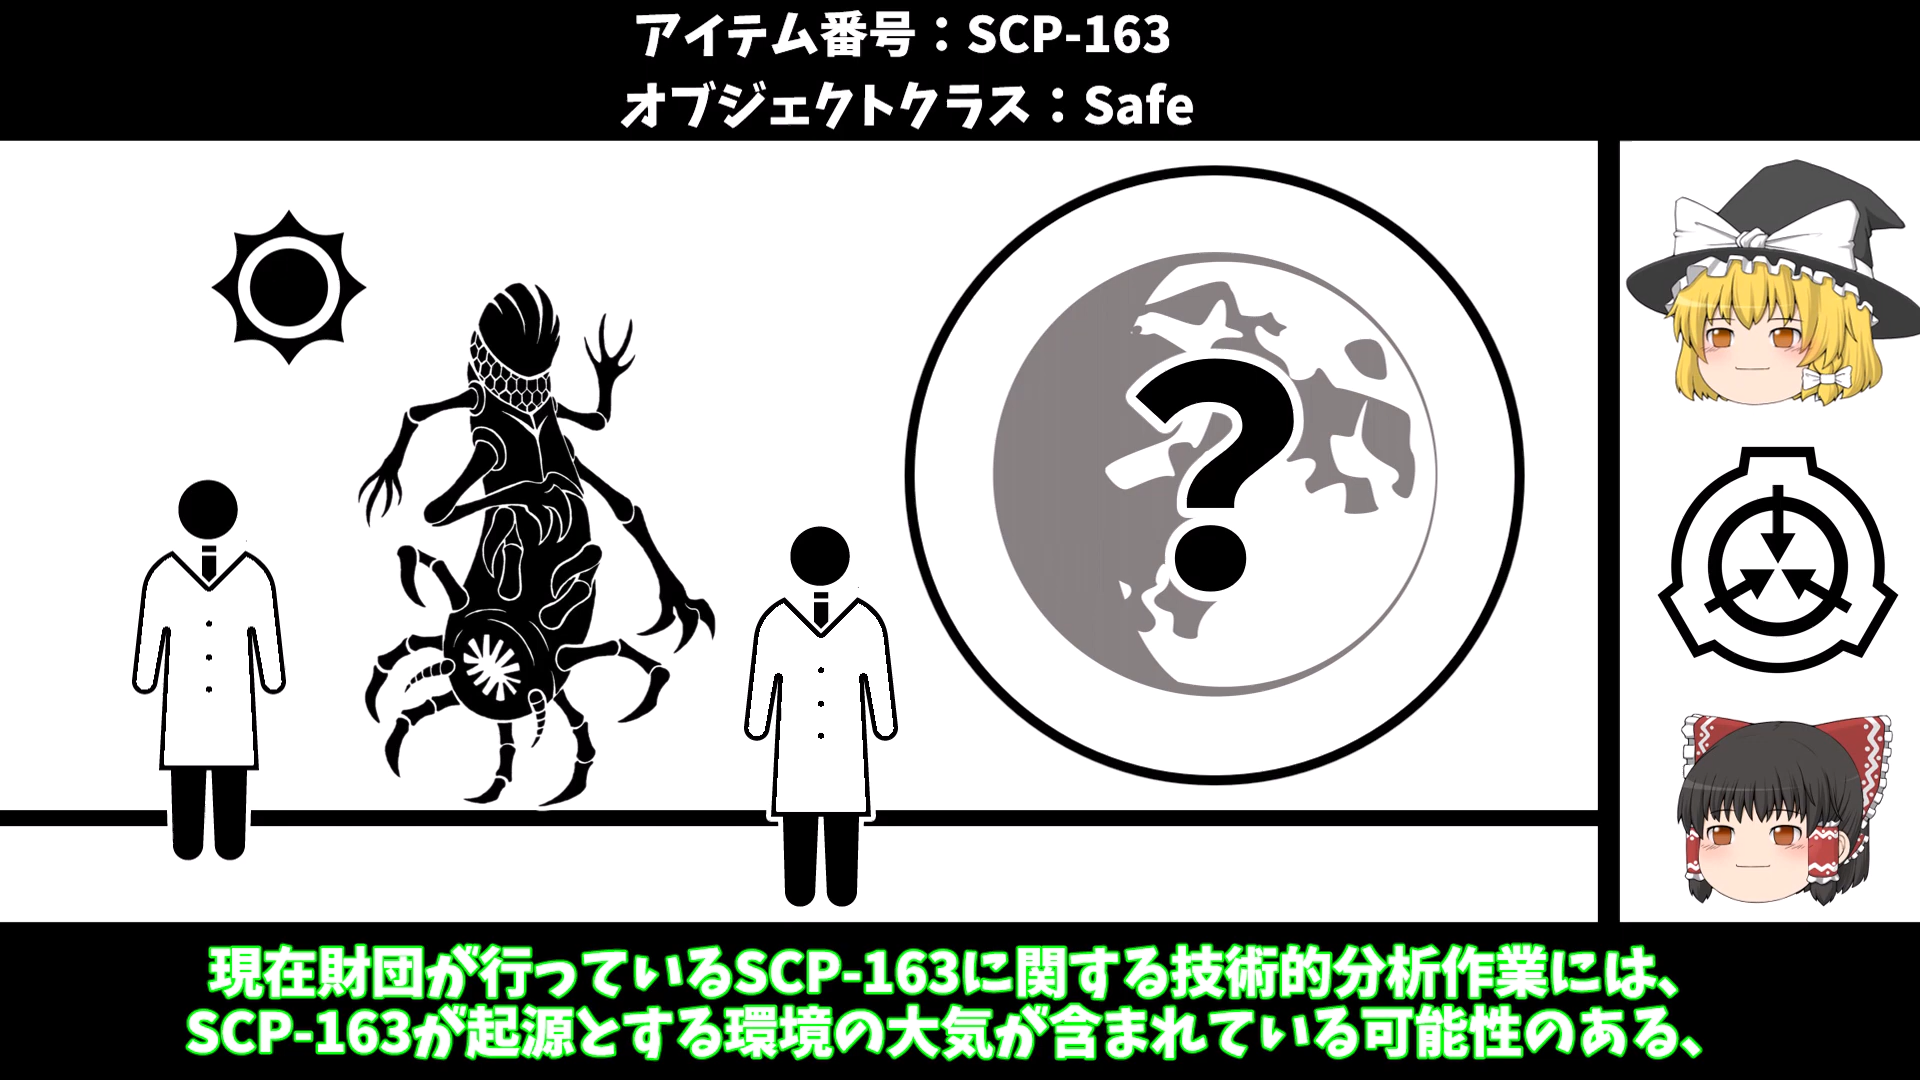 アイテム番号：SCP-163
オブジェクトクラス：Safe
?
現在財団が行っているSCP-163に関する技術的分析作業には、
SCP-163が起源とする環境の大気が含まれている可能性のある、